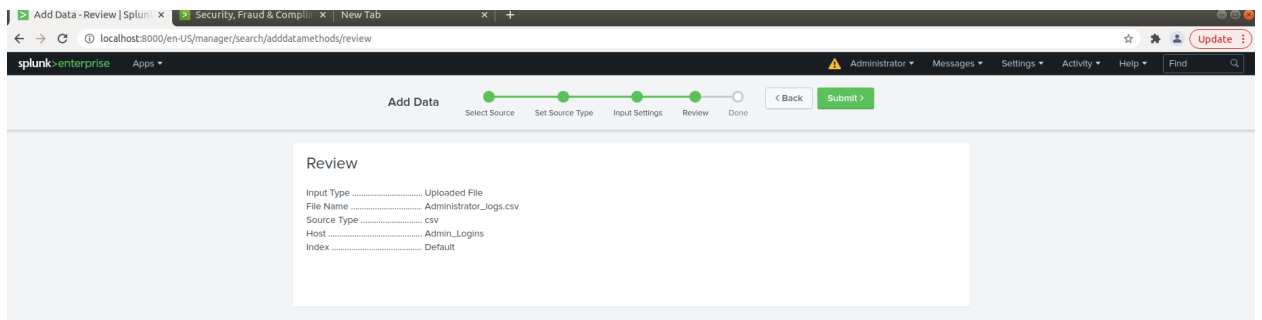 Add Data - Review | Splun × Security, Fraud & Complia × New Tab × +
localhost:8000/en-US/manager/search/adddatamethods/review Update
splunk>enterprise Apps Administrator Messages Settings Activity Help Find
Add Data Select Source Set Source Type Input Settings Review Done < Back Submit >
Review
Input Type .............................. Uploaded File
File Name .............................. Administrator_logs.csv
Source Type .......................... csv
Host ........................................ Admin_Logins
Index ...................................... Default